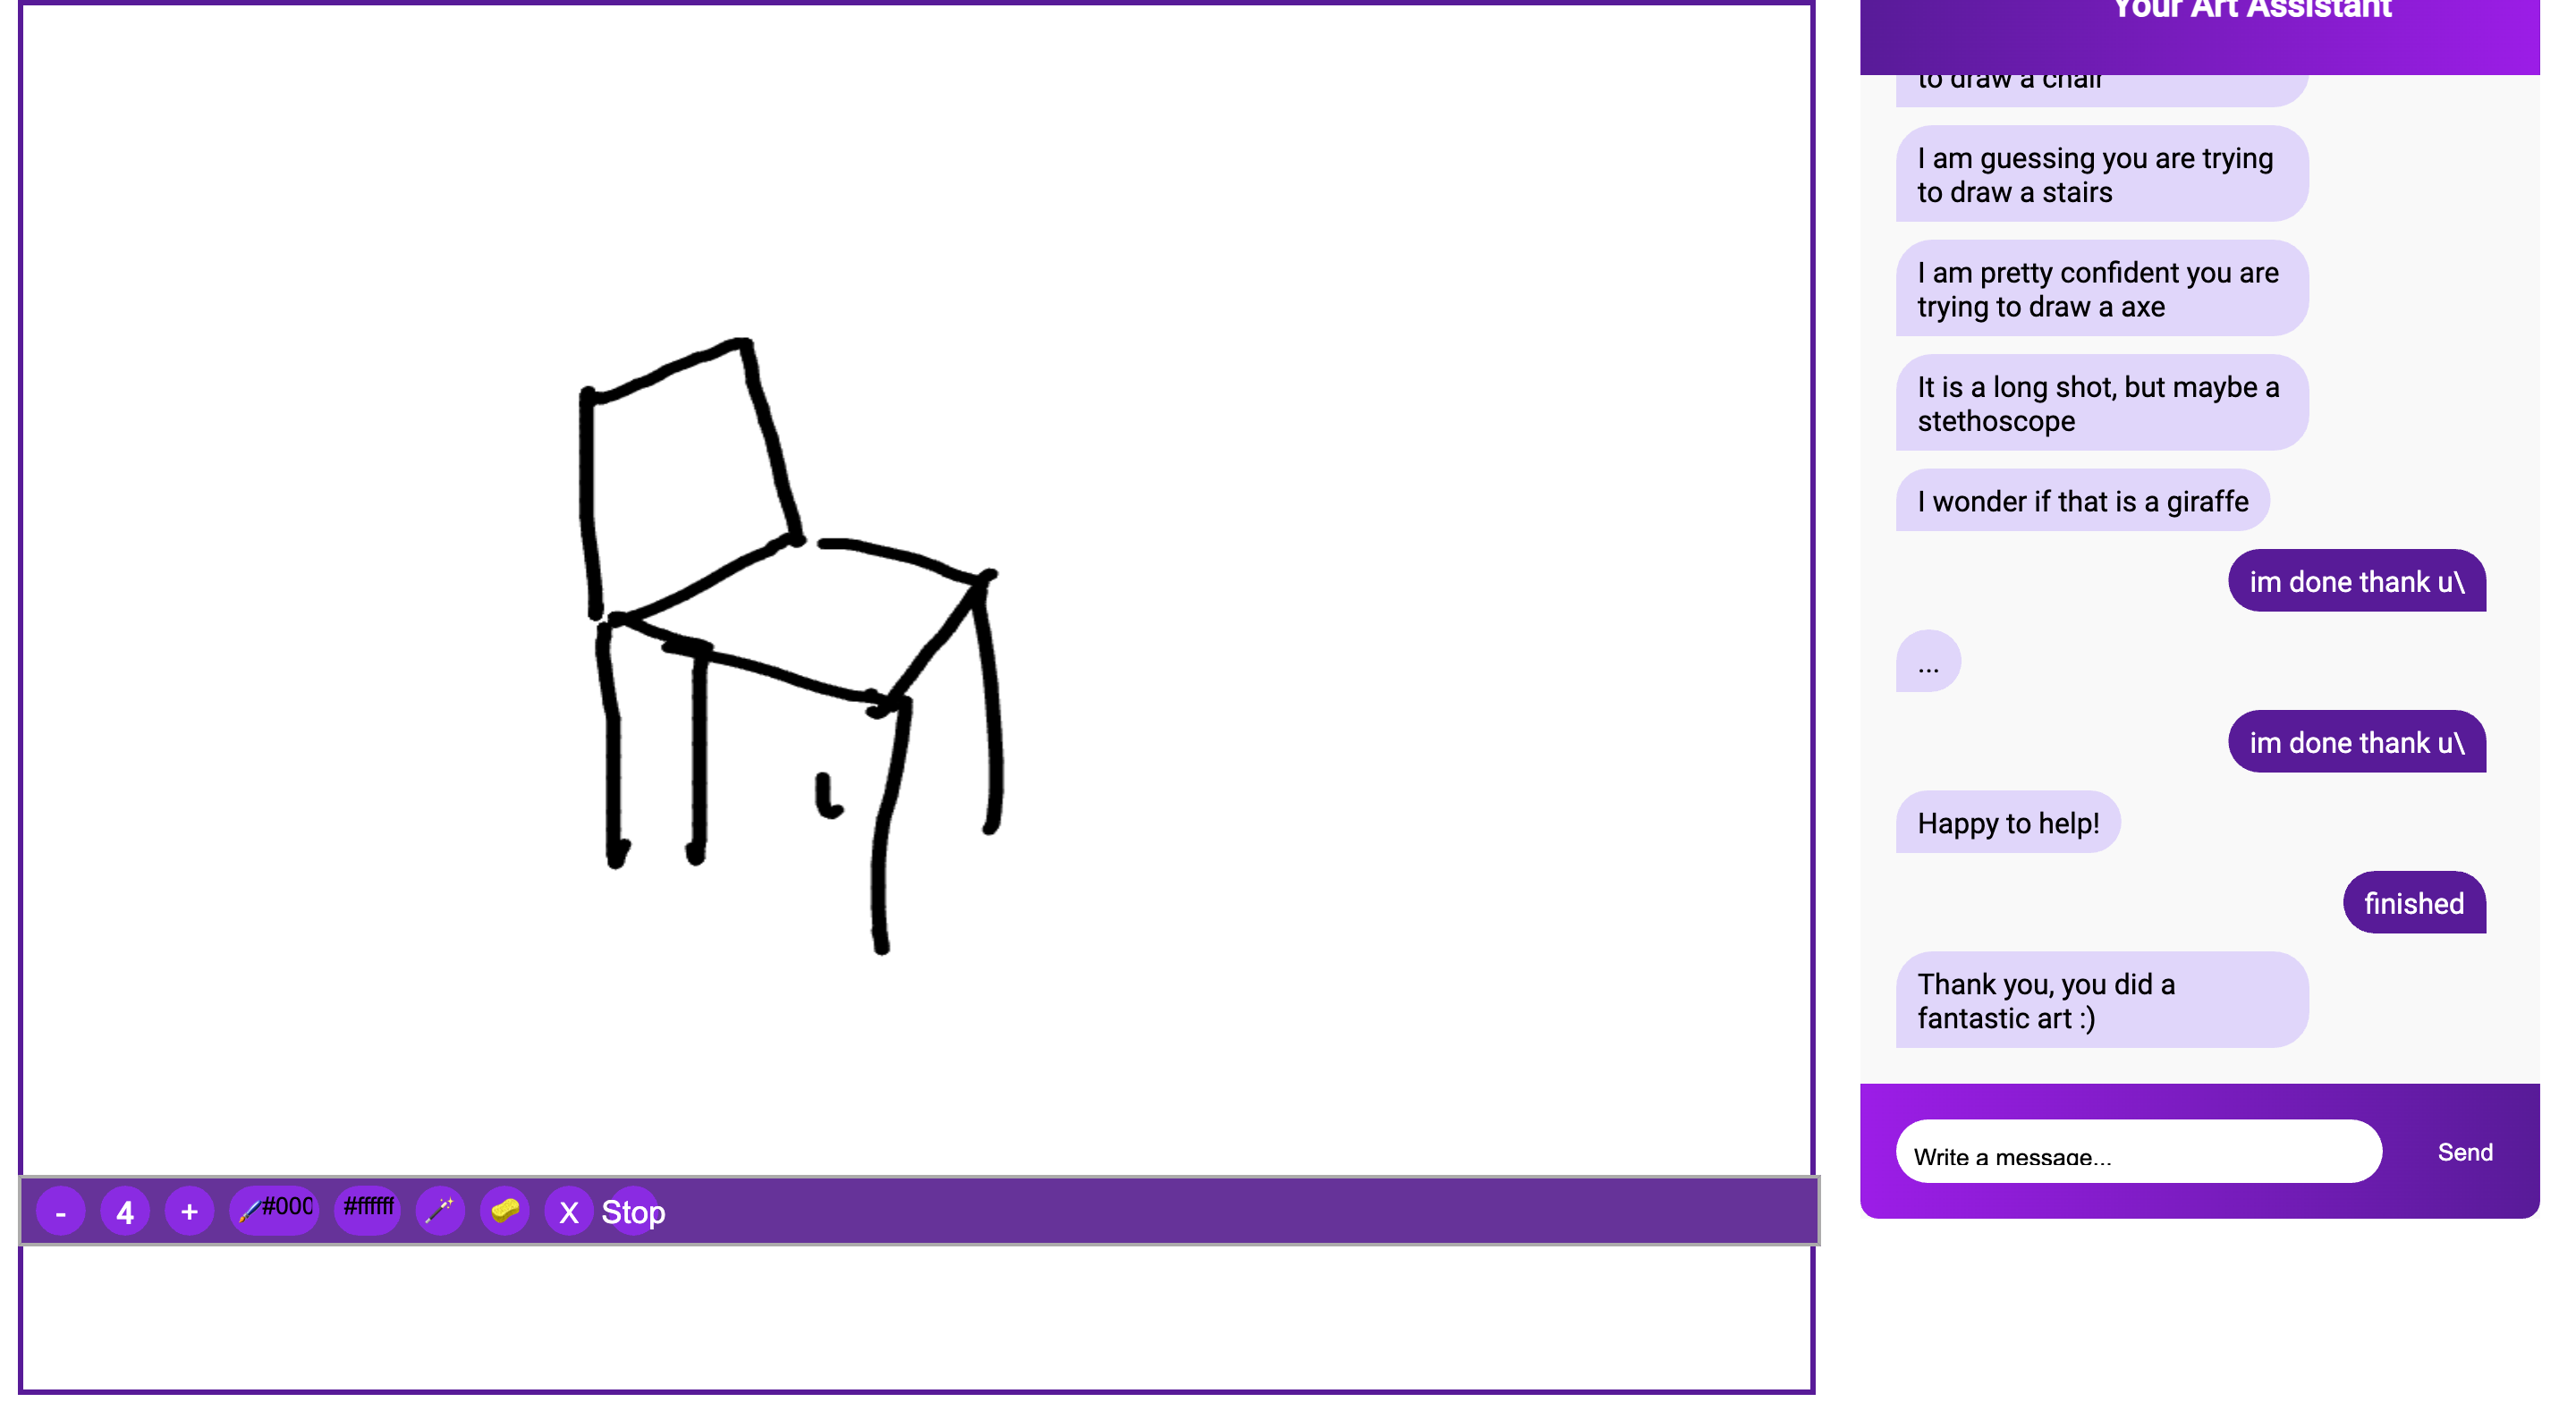 Your Art Assistant
to draw a chair
I am guessing you are trying
to draw a stairs
I am pretty confident you are
trying to draw a axe
It is a long shot, but maybe a
stethoscope
I wonder if that is a giraffe
im done thank u\
...
im done thank u\
Happy to help!
finished
Thank you, you did a
fantastic art :)
Write a message...
Send
- 4 + #000 #ffffff X Stop